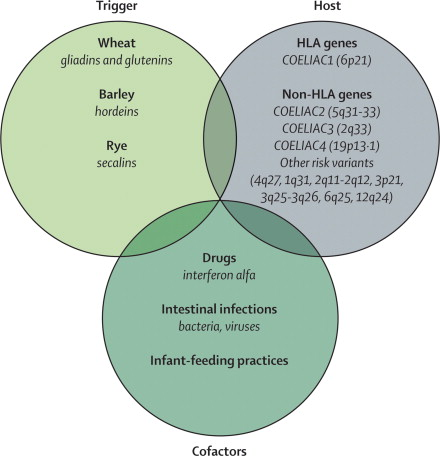 Trigger
Host
Wheat
gliadins and glutenins
Barley
hordeins
Rye
secalins
HLA genes
COELIAC1 (6p21)
Non-HLA genes
COELIAC2 (5q31-33)
COELIAC3 (2q33)
COELIAC4 (19p13·1)
Other risk variants
(4q27, 1q31, 2q11-2q12, 3p21,
3q25-3q26, 6q25, 12q24)
Drugs
interferon alfa
Intestinal infections
bacteria, viruses
Infant-feeding practices
Cofactors